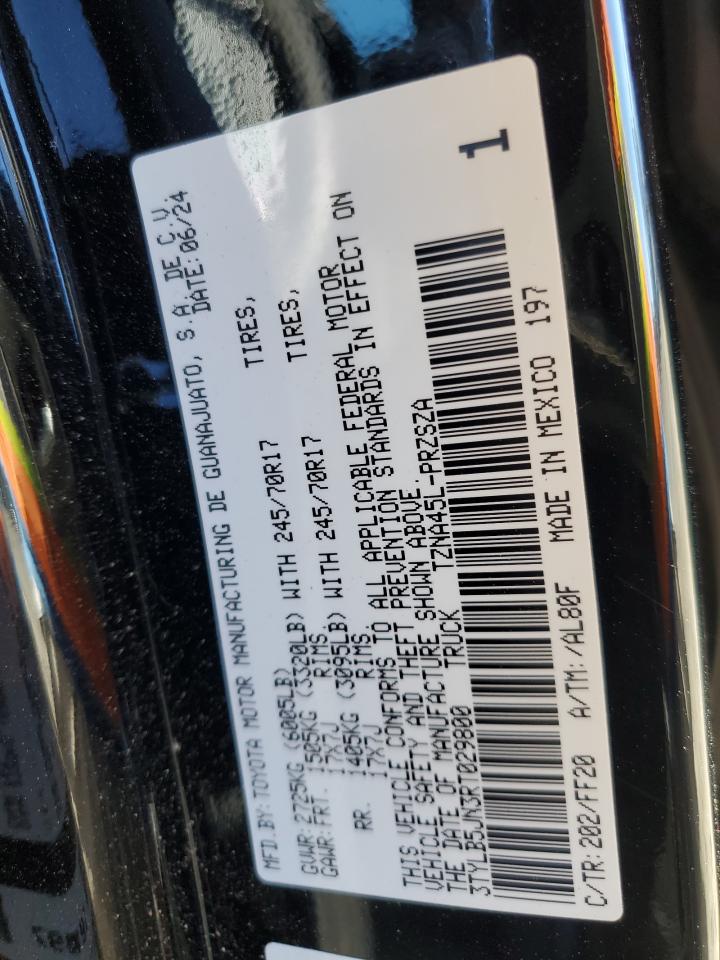 MFD.BY:TOYOTA MOTOR MANUFACTURING DE GUANAJUATO, S.A. DE C.V.
DATE:06/24
GVWR:2725KG (6005LB)
GAWR:FRT. 1505KG (3320LB) WITH 245/70R17 TIRES,
17X7J RIMS,
RR. 1405KG (3095LB) WITH 245/70R17 TIRES,
17X7J RIMS.
THIS VEHICLE CONFORMS TO ALL APPLICABLE FEDERAL MOTOR
VEHICLE SAFETY AND THEFT PREVENTION STANDARDS IN EFFECT ON
THE DATE OF MANUFACTURE SHOWN ABOVE.
3TYLB5JN3RT029800 TRUCK TZNA45L-PRZSZA
1
C/TR:202/FF20 A/TM:/AL80F MADE IN MEXICO 197